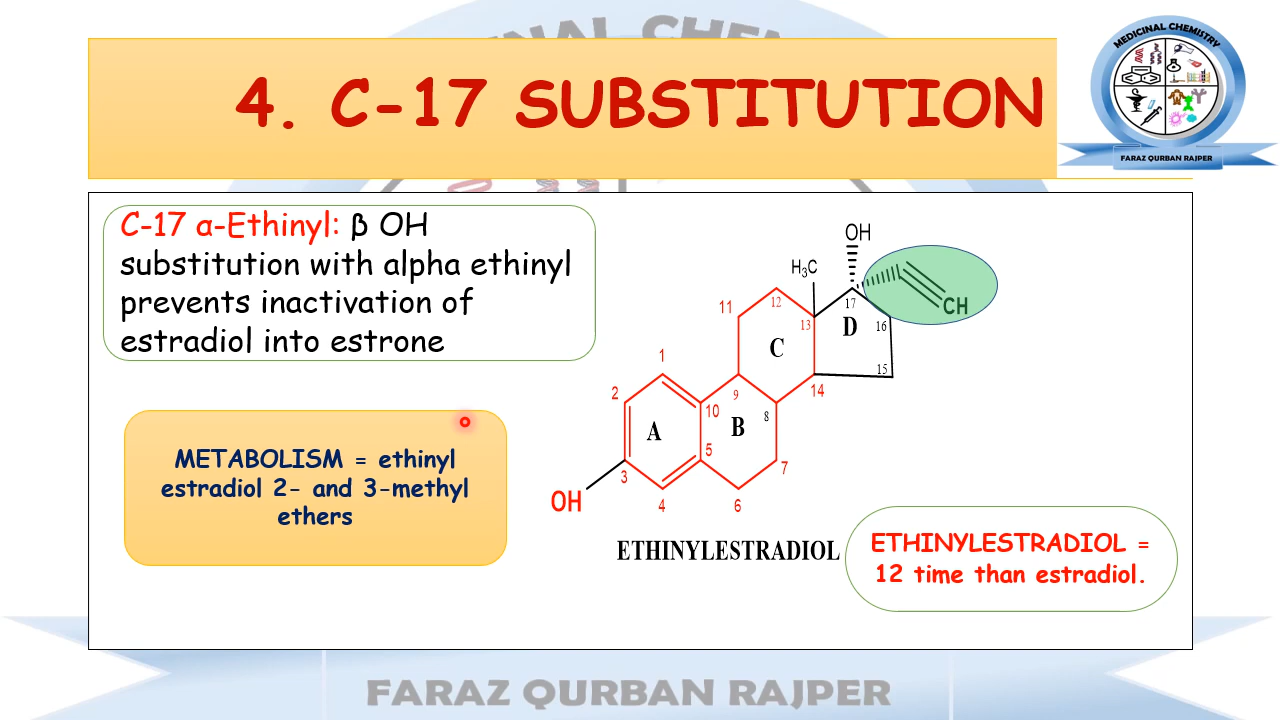 4. C-17 SUBSTITUTION
MEDICINAL CHEMISTRY
FARAZ QURBAN RAJPER
C-17 α-Ethinyl: β OH
substitution with alpha ethinyl
prevents inactivation of
estradiol into estrone
METABOLISM = ethinyl
estradiol 2- and 3-methyl
ethers
OH
H₃C
CH
17
12
11
13
D
16
C
15
1
14
2
9
10
8
A
B
5
3
7
4
6
OH
ETHINYLESTRADIOL
ETHINYLESTRADIOL =
12 time than estradiol.
FARAZ QURBAN RAJPER